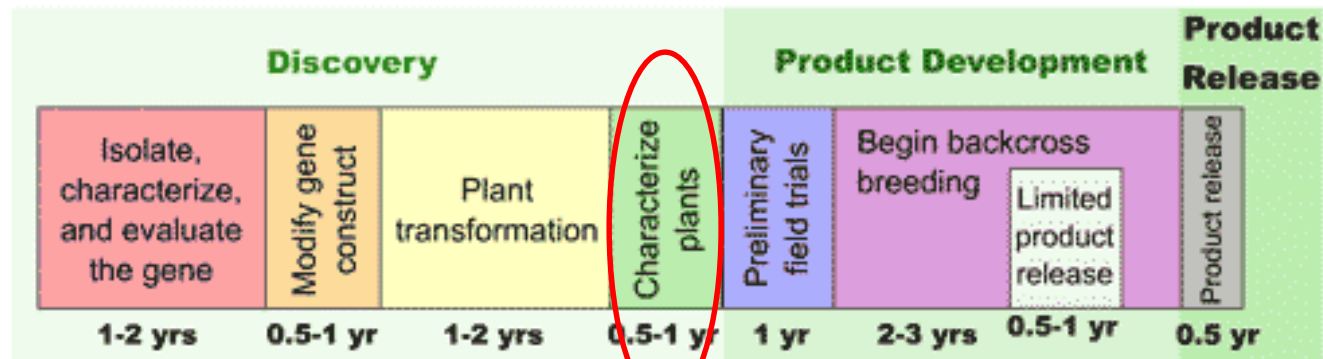 Discovery
Product Development
Product
Release
Isolate,
characterize,
and evaluate
the gene
Modify gene
construct
Plant
transformation
Characterize
plants
Preliminary
field trials
Begin backcross
breeding
Limited
product
release
Product release
1-2 yrs
0.5-1 yr
1-2 yrs
0.5-1 yr
1 yr
2-3 yrs
0.5-1 yr
0.5 yr